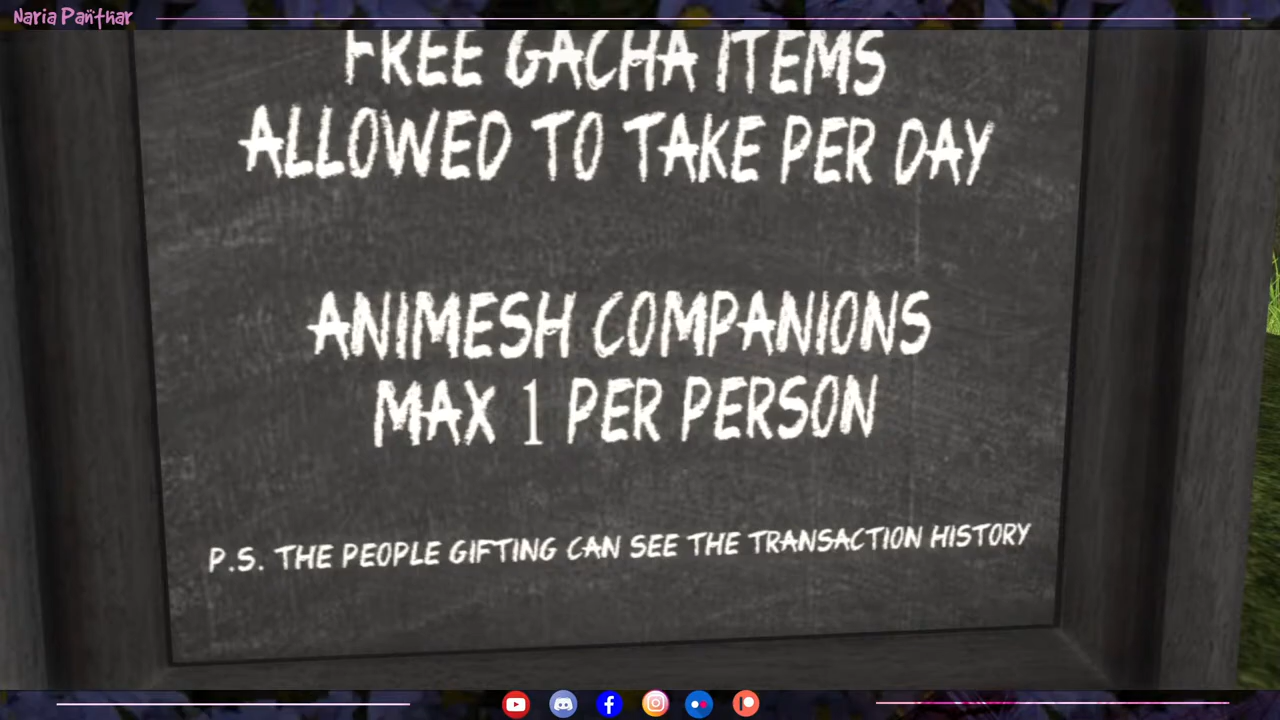 Naria Panthar
FREE GACHA ITEMS
ALLOWED TO TAKE PER DAY
ANIMESH COMPANIONS
MAX 1 PER PERSON
P.S. THE PEOPLE GIFTING CAN SEE THE TRANSACTION HISTORY